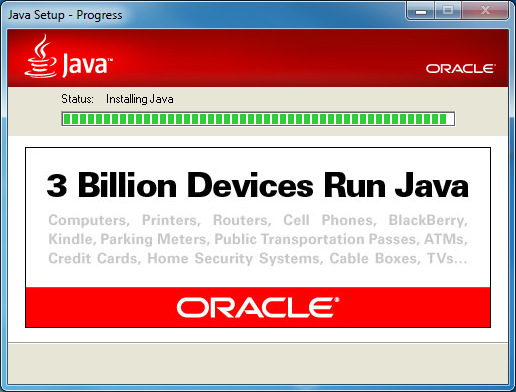 Java Setup - Progress
Java™
ORACLE®
Status: Installing Java
3 Billion Devices Run Java
Computers, Printers, Routers, Cell Phones, BlackBerry,
Kindle, Parking Meters, Public Transportation Passes, ATMs,
Credit Cards, Home Security Systems, Cable Boxes, TVs...
ORACLE®